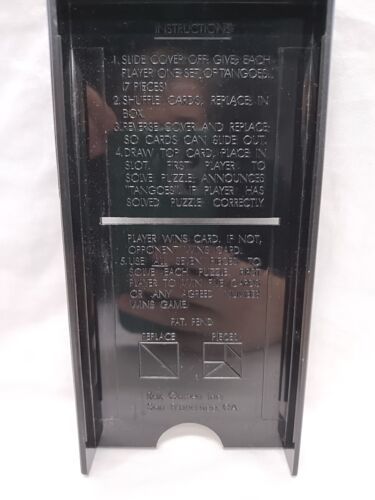 INSTRUCTIONS
1. SLIDE COVER OFF. GIVE EACH
PLAYER ONE SET OF TANGOES.
(7 PIECES)
2. SHUFFLE CARDS, REPLACE IN
BOX.
3. REVERSE COVER AND REPLACE
SO CARDS CAN SLIDE OUT.
4. DRAW TOP CARD, PLACE IN
SLOT. FIRST PLAYER TO
SOLVE PUZZLE, ANNOUNCES
"TANGOES". IF PLAYER HAS
SOLVED PUZZLE CORRECTLY
PLAYER WINS CARD. IF NOT,
OPPONENT WINS CARD.
5. USE ALL SEVEN PIECES TO
SOLVE EACH PUZZLE. FIRST
PLAYER TO WIN FIVE CARDS
OR ANY AGREED NUMBER
WINS GAME.
PAT. PEND.
REPLACE PIECES
Rex Games Inc.
San Francisco, CA